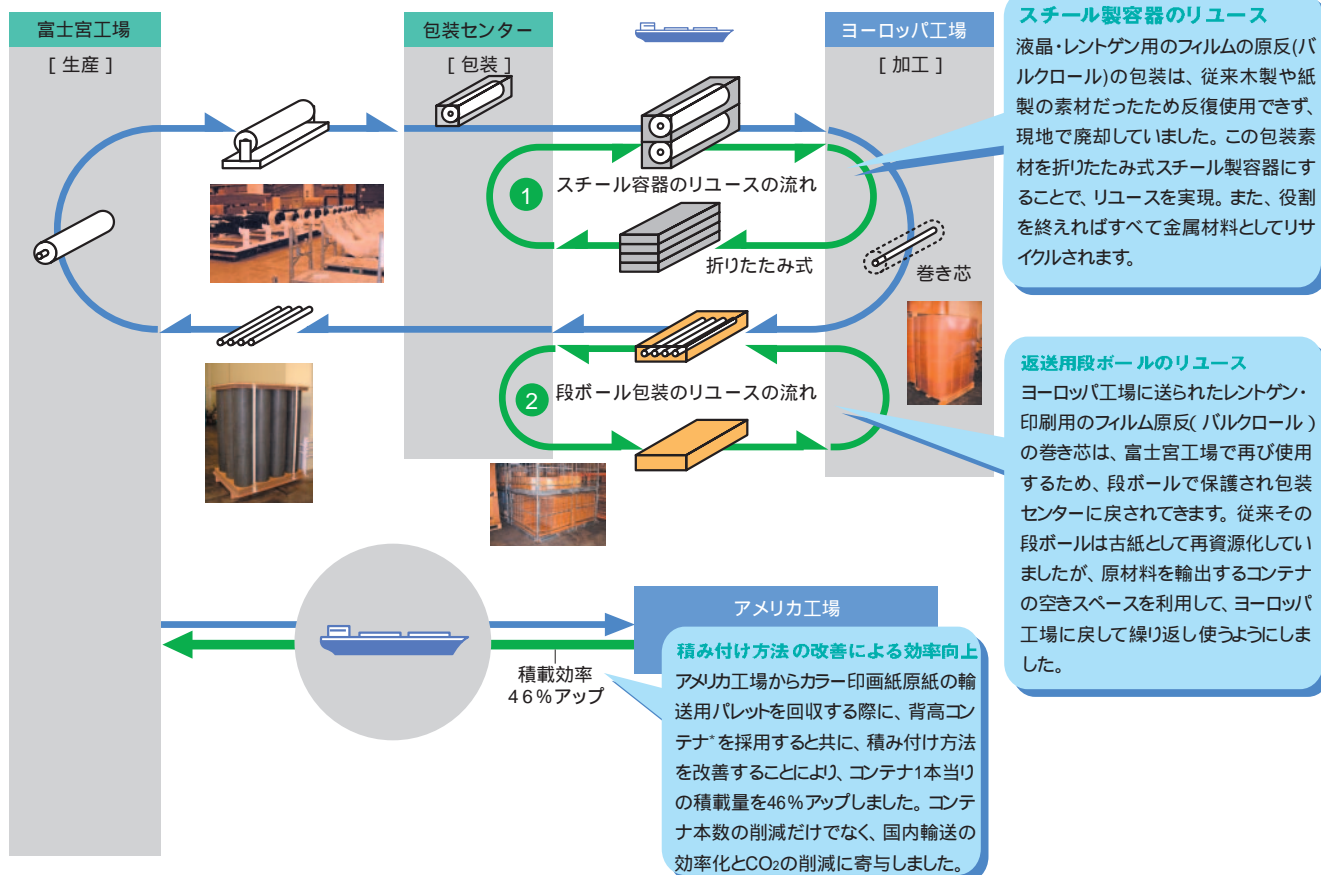 富士宮工場
[ 生産 ]
包装センター
[ 包装 ]
ヨーロッパ工場
[ 加工 ]
1
スチール容器のリユースの流れ
折りたたみ式
巻き芯
2
段ボール包装のリユースの流れ
スチール製容器のリユース
液晶・レントゲン用のフィルムの原反(バ
ルクロール)の包装は、従来木製や紙
製の素材だったため反復使用できず、
現地で廃却していました。この包装素
材を折りたたみ式スチール製容器にす
ることで、リユースを実現。また、役割
を終えればすべて金属材料としてリサ
イクルされます。
返送用段ボールのリユース
ヨーロッパ工場に送られたレントゲン・
印刷用のフィルム原反(バルクロール)
の巻き芯は、富士宮工場で再び使用
するため、段ボールで保護され包装
センターに戻されてきます。従来その
段ボールは古紙として再資源化してい
ましたが、原材料を輸出するコンテナ
の空きスペースを利用して、ヨーロッパ
工場に戻して繰り返し使うようにしま
した。
アメリカ工場
積載効率
46%アップ
積み付け方法の改善による効率向上
アメリカ工場からカラー印画紙原紙の輸
送用パレットを回収する際に、背高コン
テナ*を採用すると共に、積み付け方法
を改善することにより、コンテナ1本当り
の積載量を46%アップしました。コンテ
ナ本数の削減だけでなく、国内輸送の
効率化とCO₂の削減に寄与しました。